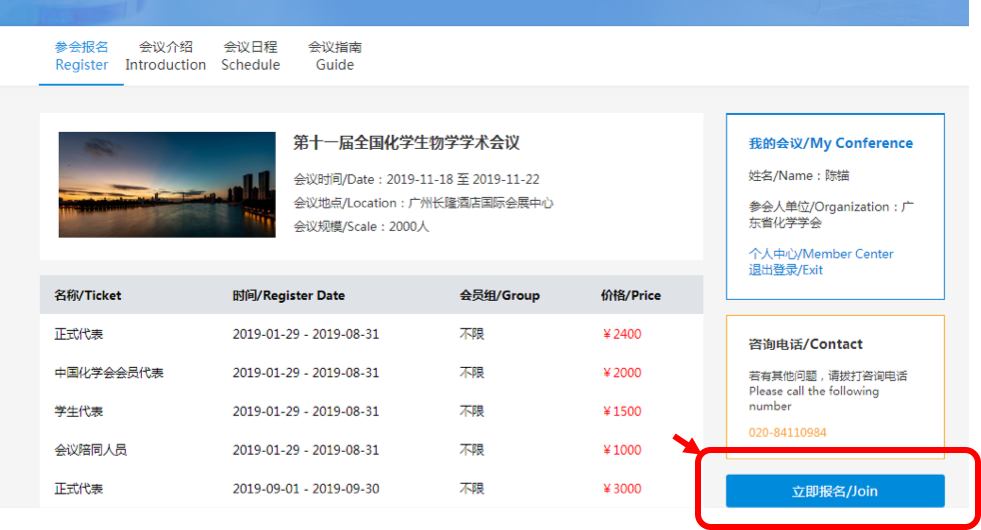 参会报名 会议介绍 会议日程 会议指南
Register Introduction Schedule Guide
第十一届全国化学生物学学术会议
会议时间/Date：2019-11-18 至 2019-11-22
会议地点/Location：广州长隆酒店国际会展中心
会议规模/Scale：2000人
名称/Ticket 时间/Register Date 会员组/Group 价格/Price
正式代表 2019-01-29 - 2019-08-31 不限 ￥2400
中国化学会会员代表 2019-01-29 - 2019-08-31 不限 ￥2000
学生代表 2019-01-29 - 2019-08-31 不限 ￥1500
会议陪同人员 2019-01-29 - 2019-08-31 不限 ￥1000
正式代表 2019-09-01 - 2019-09-30 不限 ￥3000
我的会议/My Conference
姓名/Name：陈描
参会人单位/Organization：广
东省化学学会
个人中心/Member Center
退出登录/Exit
咨询电话/Contact
若有其他问题，请拨打咨询电话
Please call the following
number
020-84110984
立即报名/Join